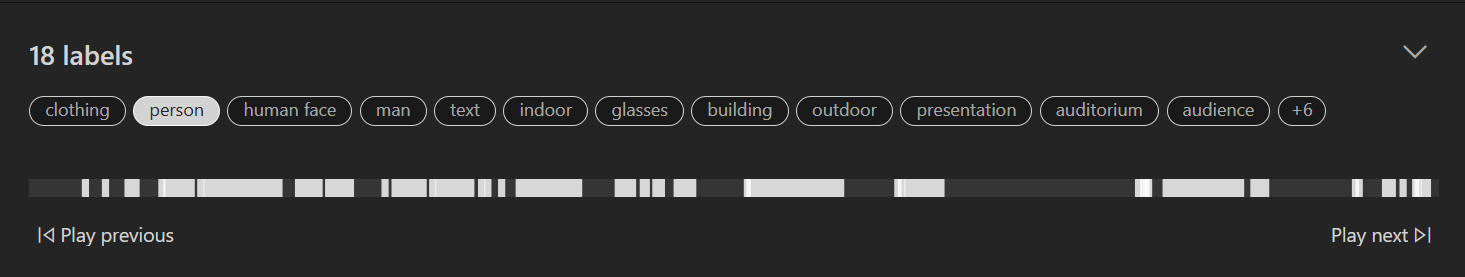 18 labels
clothing person human face man text indoor glasses building outdoor presentation auditorium audience +6
Play previous Play next